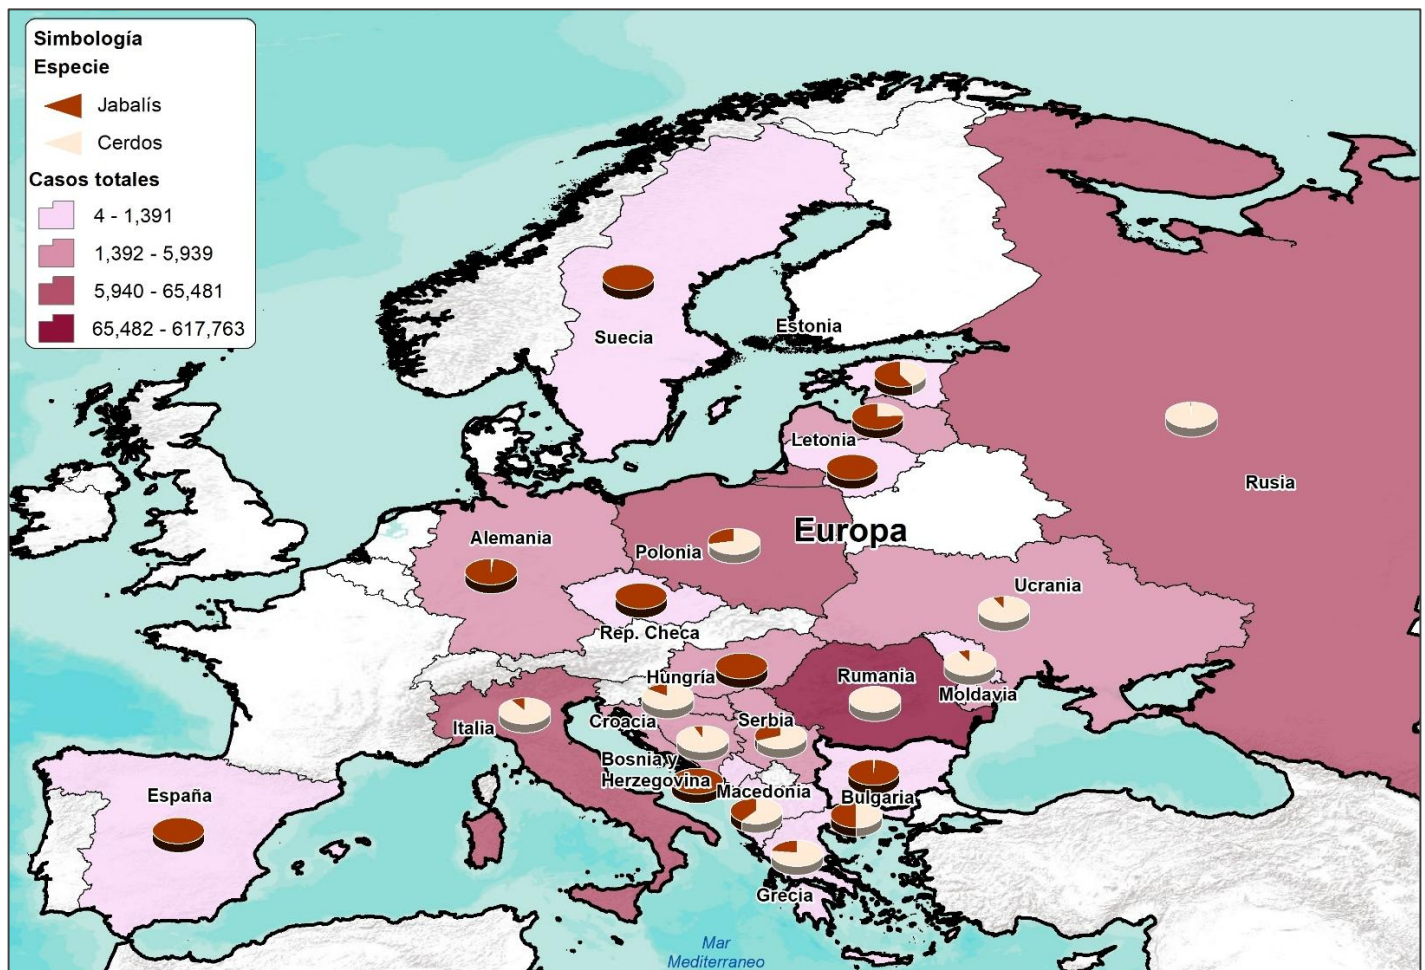 Simbología
Especie
Jabalís
Cerdos
Casos totales
4 - 1,391
1,392 - 5,939
5,940 - 65,481
65,482 - 617,763
Estonia
Suecia
Letonia
Rusia
Europa
Alemania
Polonia
Ucrania
Rep. Checa
Hungría
Rumania
Moldavia
Italia
Croacia
Serbia
Bosnia y
Herzegovina
Macedonia
Bulgaria
España
Grecia
Mar
Mediterraneo